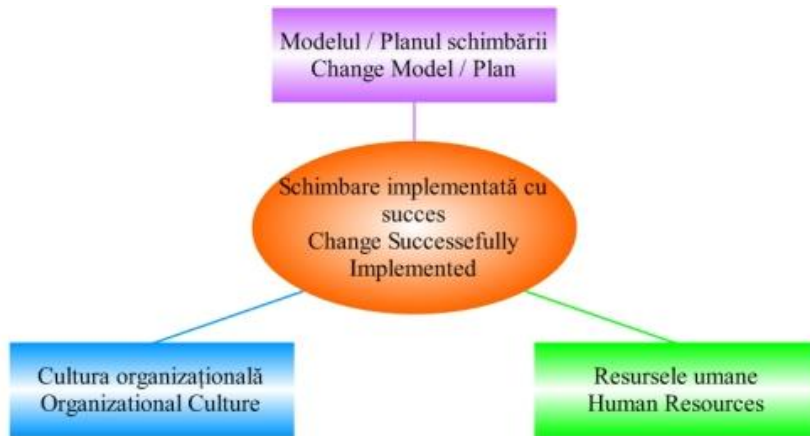 Modelul / Planul schimbării
Change Model / Plan
Schimbare implementată cu
succes
Change Successefully
Implemented
Cultura organizațională
Organizational Culture
Resursele umane
Human Resources